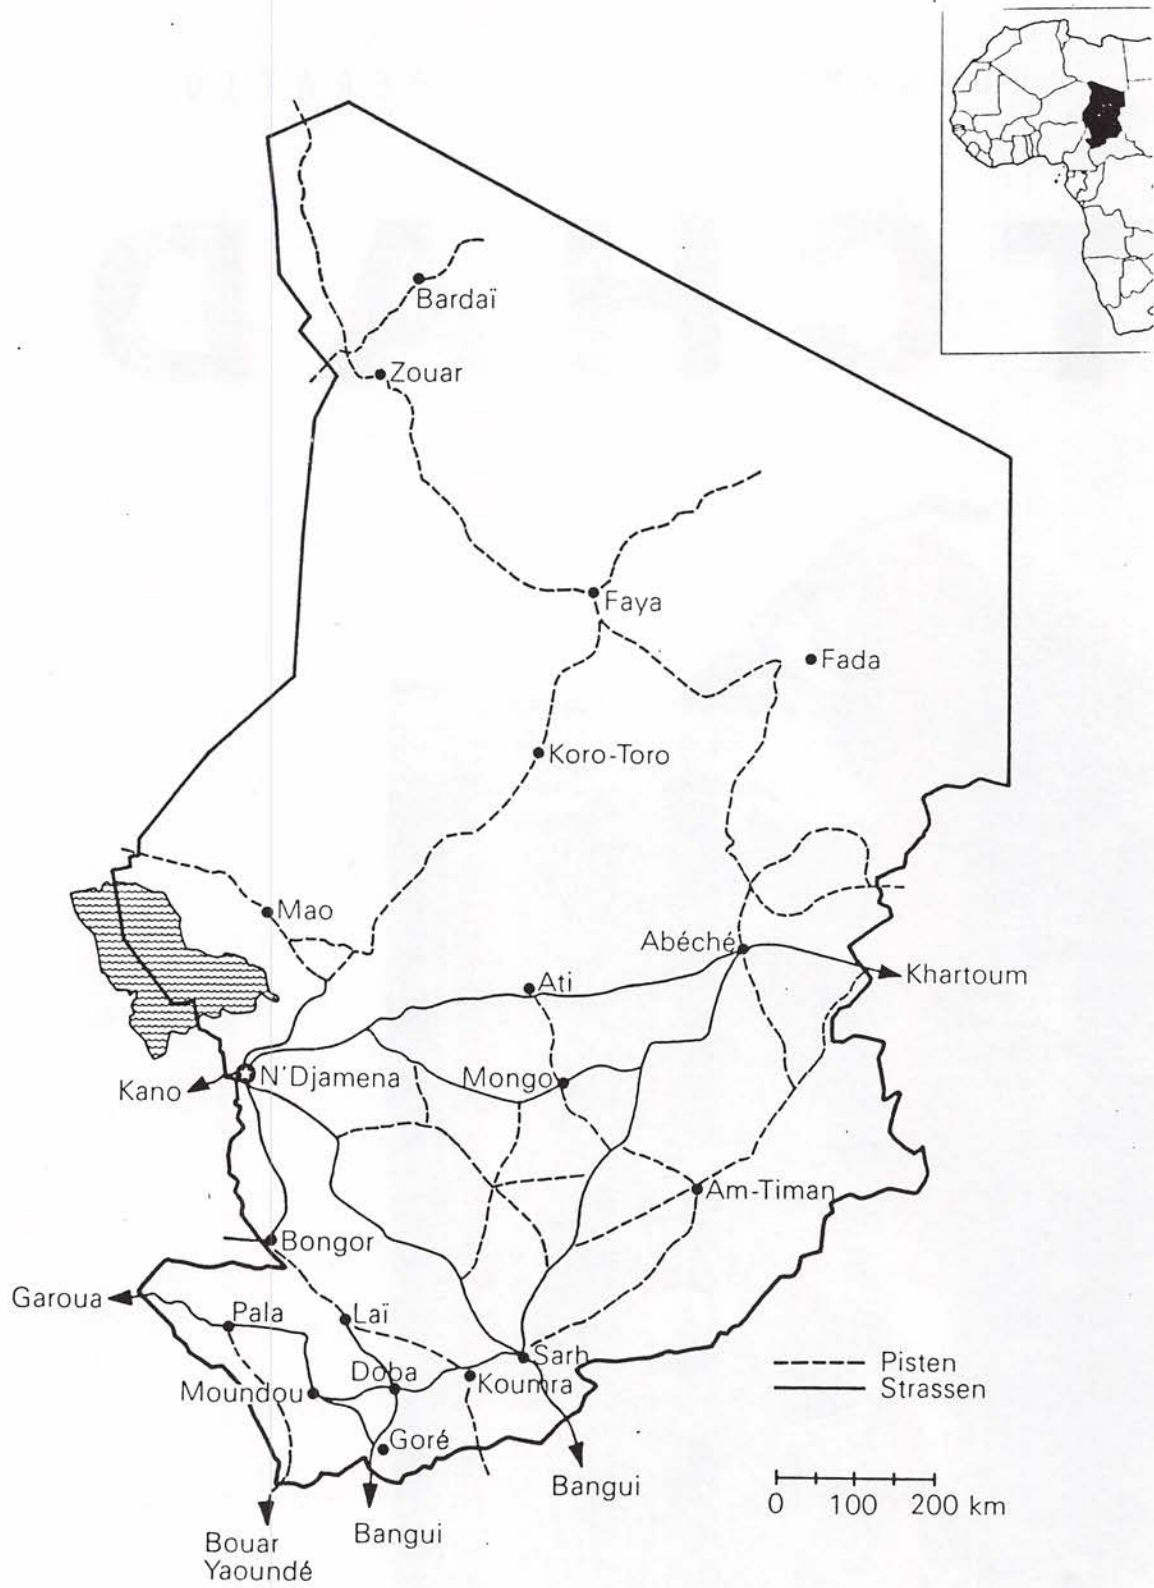 Bardaï
Zouar
Faya
Fada
Koro-Toro
Mao
Abéché
Khartoum
Ati
N'Djamena
Mongo
Kano
Am-Timan
Bongor
Garoua
Pala
Laï
Sarh
Pisten
Doba
Koumra
Moundou
Strassen
Goré
Bangui
0 100 200 km
Bangui
Bouar
Yaoundé